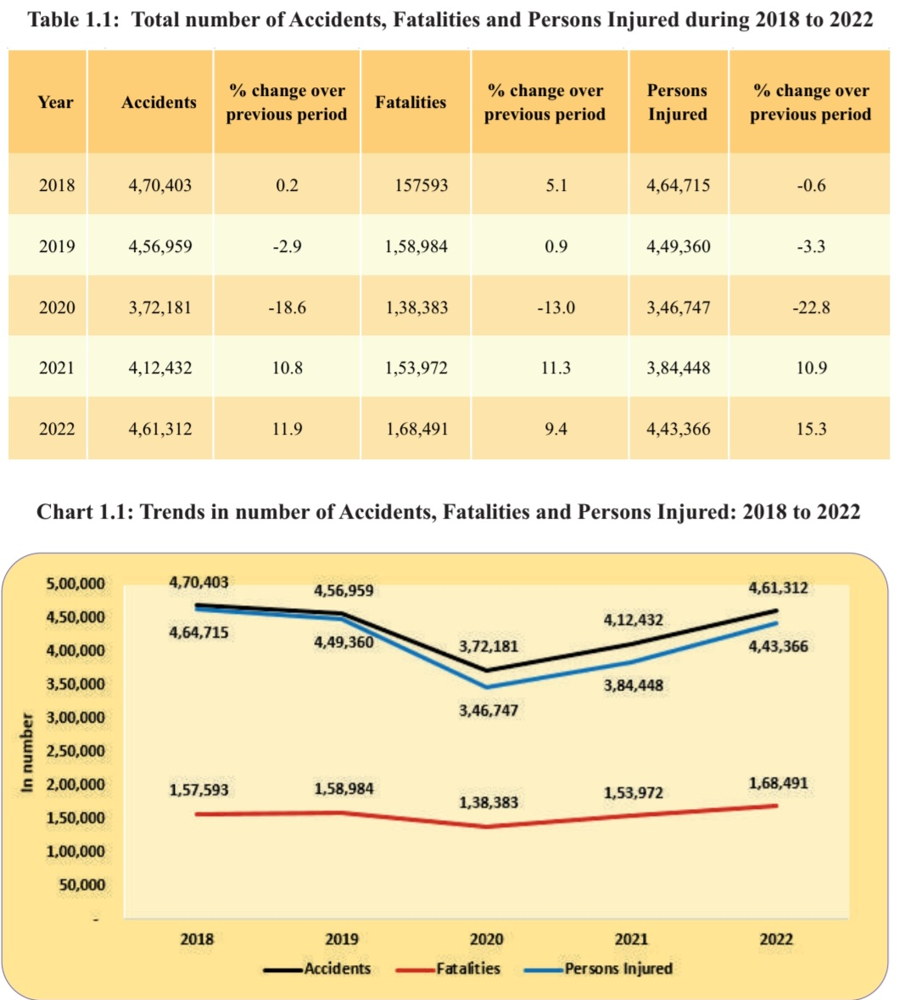 Table 1.1: Total number of Accidents, Fatalities and Persons Injured during 2018 to 2022
Year Accidents % change over previous period Fatalities % change over previous period Persons Injured % change over previous period
2018 4,70,403 0.2 157593 5.1 4,64,715 -0.6
2019 4,56,959 -2.9 1,58,984 0.9 4,49,360 -3.3
2020 3,72,181 -18.6 1,38,383 -13.0 3,46,747 -22.8
2021 4,12,432 10.8 1,53,972 11.3 3,84,448 10.9
2022 4,61,312 11.9 1,68,491 9.4 4,43,366 15.3
Chart 1.1: Trends in number of Accidents, Fatalities and Persons Injured: 2018 to 2022
In number
5,00,000
4,50,000
4,00,000
3,50,000
3,00,000
2,50,000
2,00,000
1,50,000
1,00,000
50,000
-
4,70,403 4,56,959 3,72,181 4,12,432 4,61,312
4,64,715 4,49,360 3,46,747 3,84,448 4,43,366
1,57,593 1,58,984 1,38,383 1,53,972 1,68,491
2018 2019 2020 2021 2022
Accidents Fatalities Persons Injured